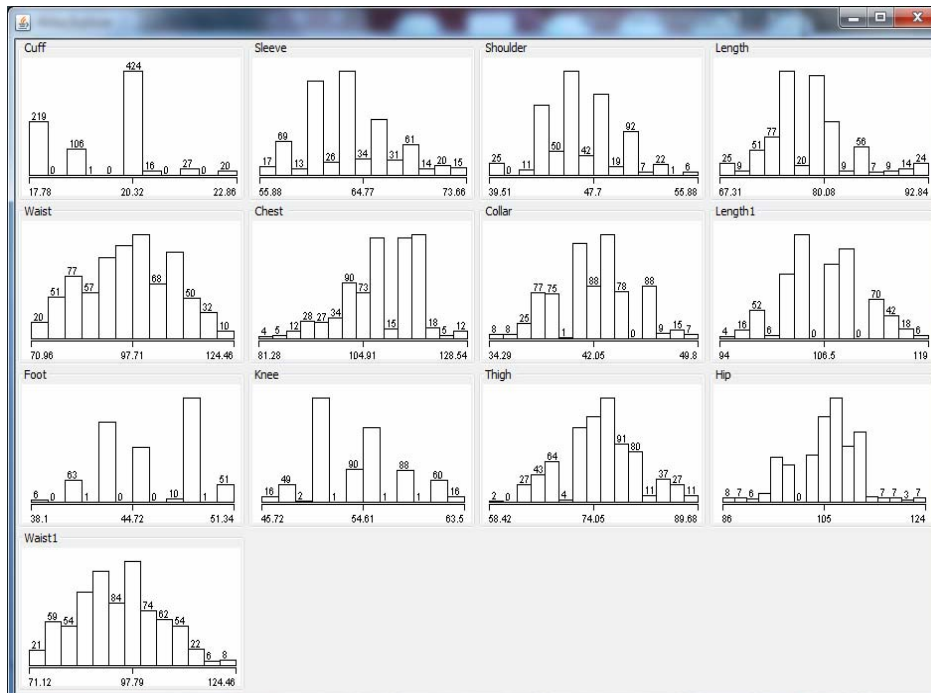 Cuff Sleeve Shoulder Length
424
219
106
0 1 0 16 0 27 0 20
17.78 20.32 22.86
69
17 13 26 34 31 61 14 20 15
55.88 64.77 73.66
92
25 0 11 50 42 19 7 22 1 6
39.51 47.7 55.88
77
25 9 51 20 9 56 7 9 14 24
67.31 80.08 92.84
Waist Chest Collar Length1
20 51 77 57 68 50 32 10
70.96 97.71 124.46
4 5 12 28 27 34 90 73 15 18 5 12
81.28 104.91 128.54
8 8 25 77 75 1 88 78 0 88 9 15 7
34.29 42.05 49.8
4 16 52 6 0 0 70 42 18 6
94 106.5 119
Foot Knee Thigh Hip
6 0 63 1 0 0 10 1 51
38.1 44.72 51.34
16 49 2 1 90 1 88 1 60 16
45.72 54.61 63.5
2 0 27 43 64 4 91 80 11 37 27 11
58.42 74.05 89.68
8 7 6 0 7 7 3 7
86 105 124
Waist1
21 59 54 84 74 62 54 22 6 8
71.12 97.79 124.46